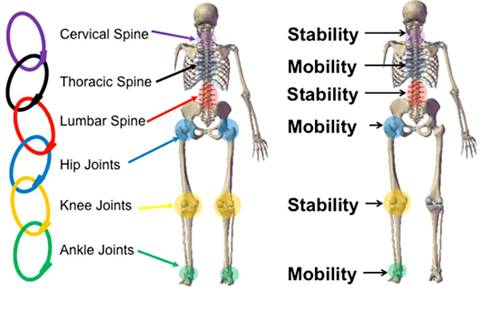 Cervical Spine
Thoracic Spine
Lumbar Spine
Hip Joints
Knee Joints
Ankle Joints
Stability
Mobility
Stability
Mobility
Stability
Mobility